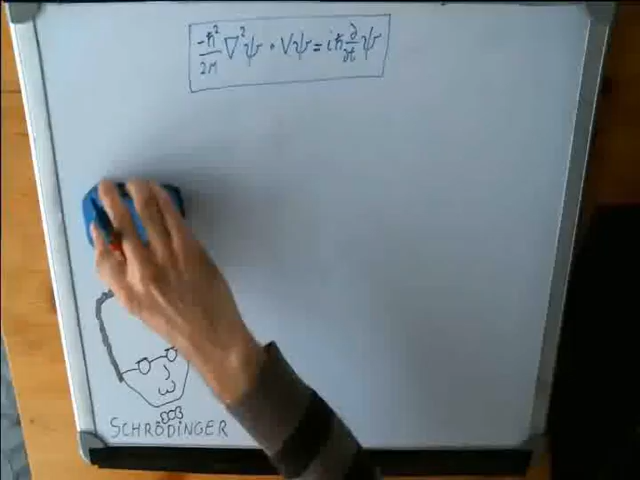 -ħ²/2M ∇²ψ + Vψ = iħ ∂/∂t ψ
SCHRÖDINGER